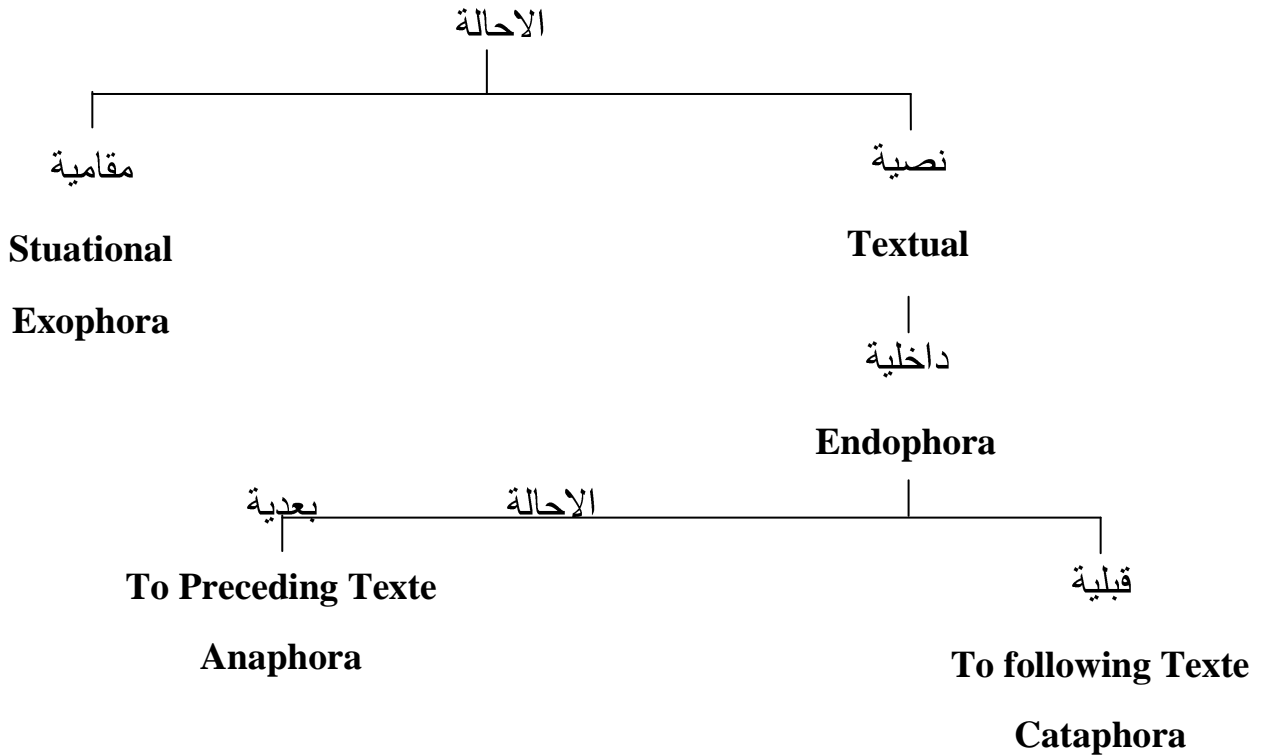 الاحالة
نصية
مقامية
Textual
Stuational
Exophora
داخلية
Endophora
الاحالة
بعدية
To Preceding Texte
Anaphora
قبلية
To following Texte
Cataphora